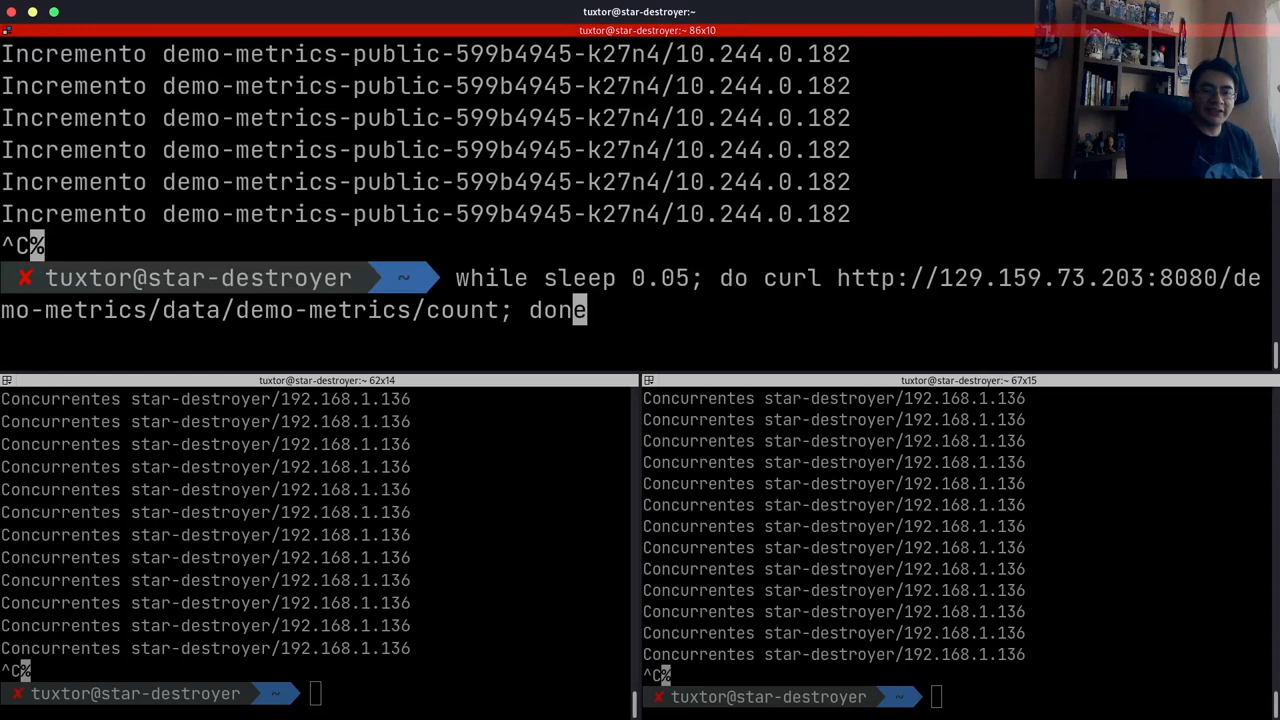 tuxtor@star-destroyer:~
tuxtor@star-destroyer:~ 86x10
Incremento demo-metrics-public-599b4945-k27n4/10.244.0.182
Incremento demo-metrics-public-599b4945-k27n4/10.244.0.182
Incremento demo-metrics-public-599b4945-k27n4/10.244.0.182
Incremento demo-metrics-public-599b4945-k27n4/10.244.0.182
Incremento demo-metrics-public-599b4945-k27n4/10.244.0.182
Incremento demo-metrics-public-599b4945-k27n4/10.244.0.182
^C%
✘ tuxtor@star-destroyer ~ while sleep 0.05; do curl http://129.159.73.203:8080/de
mo-metrics/data/demo-metrics/count; done
tuxtor@star-destroyer:~ 62x14
Concurrentes star-destroyer/192.168.1.136
Concurrentes star-destroyer/192.168.1.136
Concurrentes star-destroyer/192.168.1.136
Concurrentes star-destroyer/192.168.1.136
Concurrentes star-destroyer/192.168.1.136
Concurrentes star-destroyer/192.168.1.136
Concurrentes star-destroyer/192.168.1.136
Concurrentes star-destroyer/192.168.1.136
Concurrentes star-destroyer/192.168.1.136
Concurrentes star-destroyer/192.168.1.136
Concurrentes star-destroyer/192.168.1.136
Concurrentes star-destroyer/192.168.1.136
^C%
✘ tuxtor@star-destroyer ~
tuxtor@star-destroyer:~ 67x15
Concurrentes star-destroyer/192.168.1.136
Concurrentes star-destroyer/192.168.1.136
Concurrentes star-destroyer/192.168.1.136
Concurrentes star-destroyer/192.168.1.136
Concurrentes star-destroyer/192.168.1.136
Concurrentes star-destroyer/192.168.1.136
Concurrentes star-destroyer/192.168.1.136
Concurrentes star-destroyer/192.168.1.136
Concurrentes star-destroyer/192.168.1.136
Concurrentes star-destroyer/192.168.1.136
Concurrentes star-destroyer/192.168.1.136
Concurrentes star-destroyer/192.168.1.136
Concurrentes star-destroyer/192.168.1.136
^C%
✘ tuxtor@star-destroyer ~